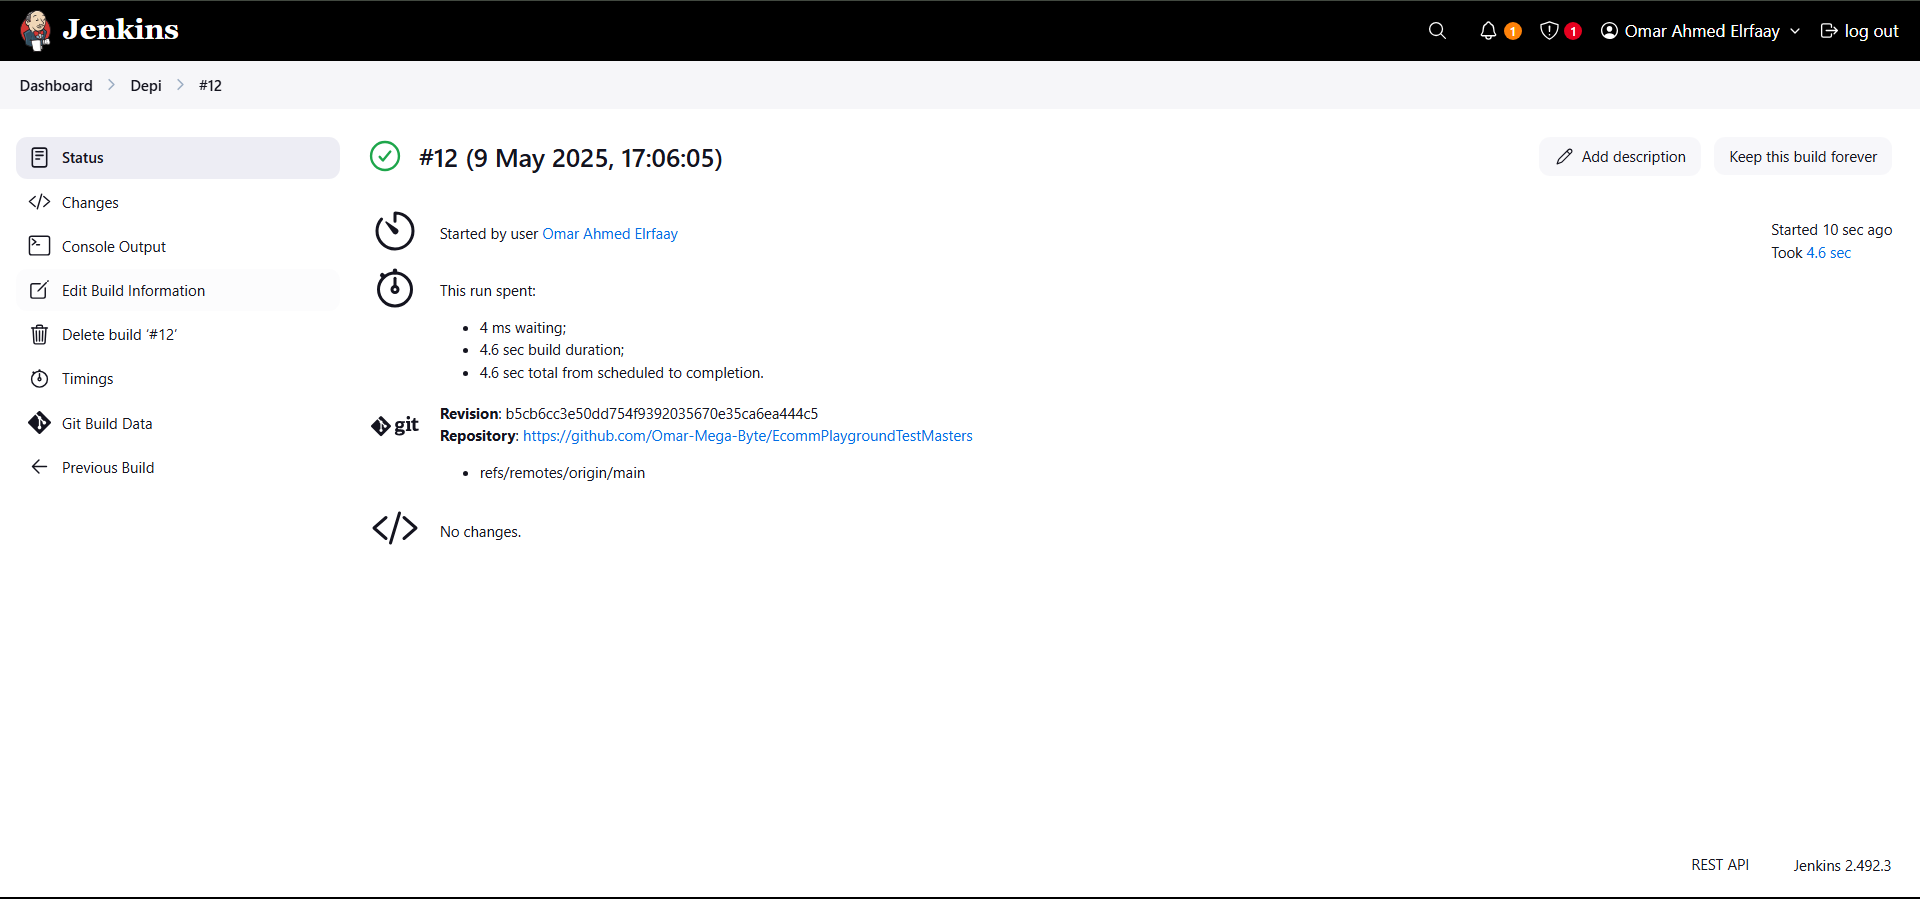 Jenkins
1
1
Omar Ahmed Elrfaay
log out
Dashboard
Depi
#12
Status
Changes
Console Output
Edit Build Information
Delete build ‘#12’
Timings
Git Build Data
Previous Build
#12 (9 May 2025, 17:06:05)
Add description
Keep this build forever
Started by user Omar Ahmed Elrfaay
Started 10 sec ago
Took 4.6 sec
This run spent:
4 ms waiting;
4.6 sec build duration;
4.6 sec total from scheduled to completion.
git
Revision: b5cb6cc3e50dd754f9392035670e35ca6ea444c5
Repository: https://github.com/Omar-Mega-Byte/EcommPlaygroundTestMasters
refs/remotes/origin/main
No changes.
REST API
Jenkins 2.492.3